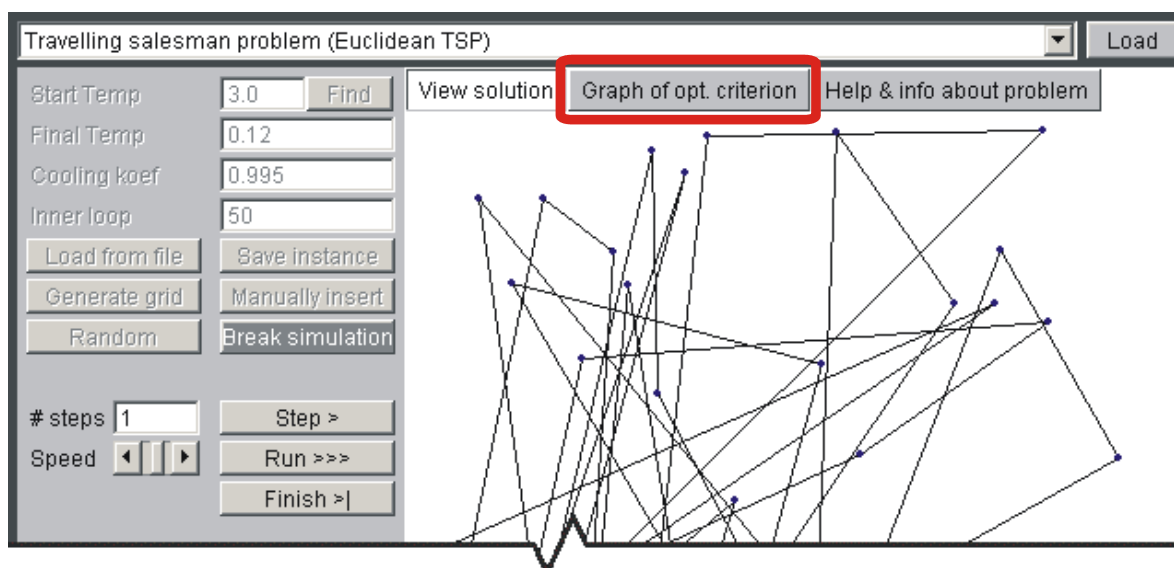 Travelling salesman problem (Euclidean TSP) Load
Start Temp 3.0 Find
Final Temp 0.12
Cooling koef 0.995
Inner loop 50
Load from file Save instance
Generate grid Manually insert
Random Break simulation
# steps 1 Step >
Speed Run >>>
Finish >|
View solution Graph of opt. criterion Help & info about problem